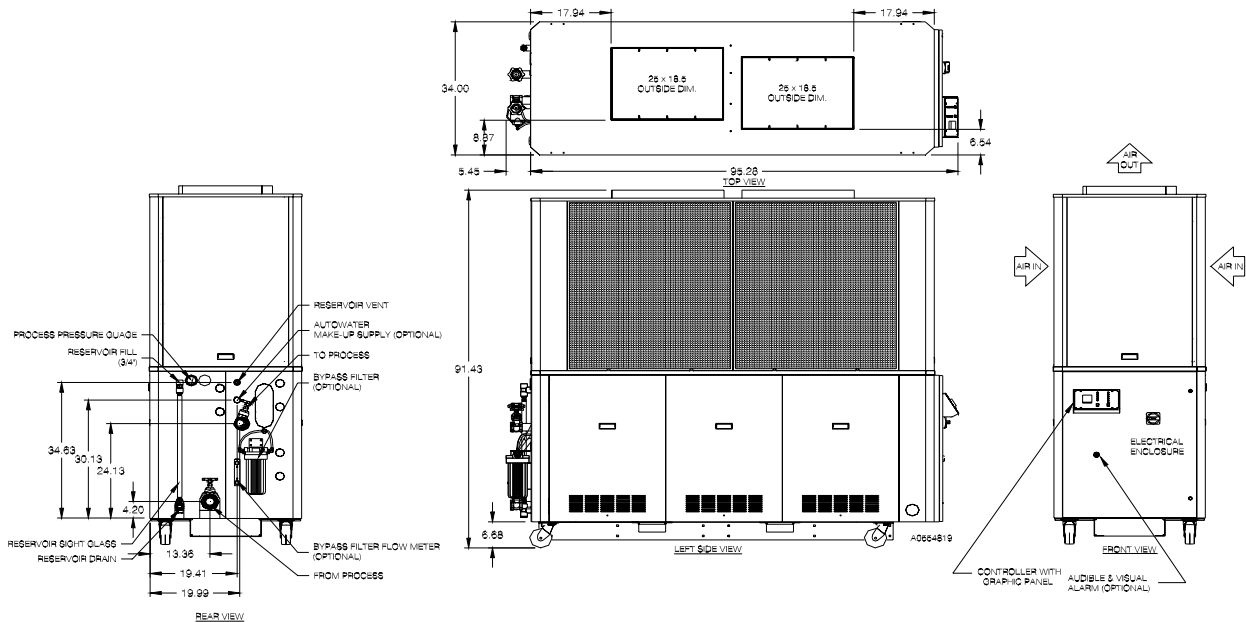 17.94
17.94
25 x 18.5
OUTSIDE DIM.
25 x 18.5
OUTSIDE DIM.
34.00
8.87
6.54
5.45
95.28
TOP VIEW
AIR
OUT
AIR IN
AIR IN
RESERVOIR VENT
AUTOWATER
MAKE-UP SUPPLY (OPTIONAL)
TO PROCESS
BYPASS FILTER
(OPTIONAL)
PROCESS PRESSURE GUAGE
RESERVOIR FILL
(3/4")
91.43
34.63
30.13
24.13
4.20
ELECTRICAL
ENCLOSURE
6.68
RESERVOIR SIGHT GLASS
RESERVOIR DRAIN
13.36
19.41
19.99
BYPASS FILTER FLOW METER
(OPTIONAL)
FROM PROCESS
REAR VIEW
LEFT SIDE VIEW
A0554819
FRONT VIEW
CONTROLLER WITH
GRAPHIC PANEL
AUDIBLE & VISUAL
ALARM (OPTIONAL)